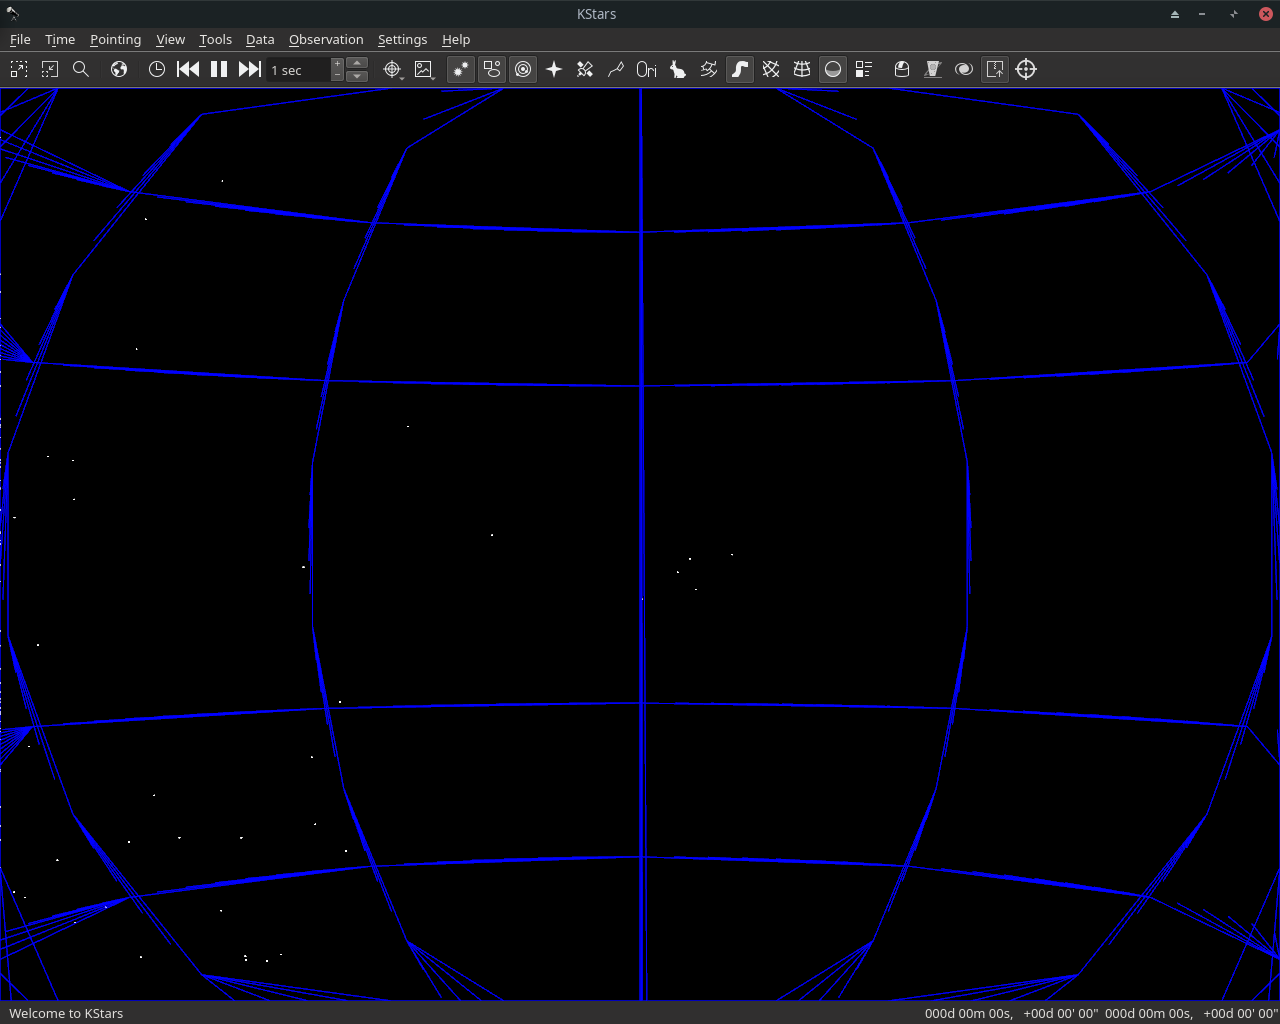 KStars
File Time Pointing View Tools Data Observation Settings Help
1 sec Ori
Welcome to KStars 000d 00m 00s, +00d 00' 00" 000d 00m 00s, +00d 00' 00"